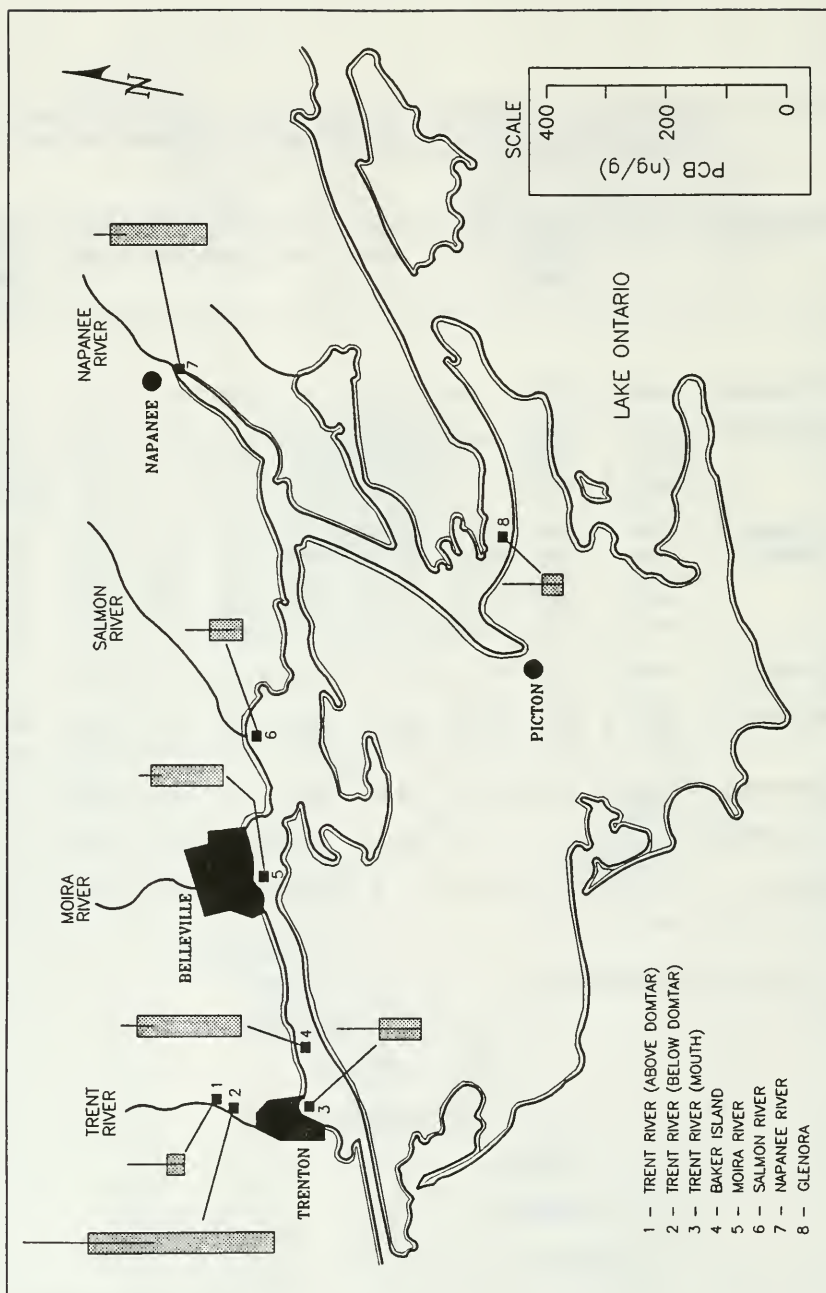 N
SCALE
PCB (ng/g)
400
200
0
NAPANEE
RIVER
NAPANEE
7
SALMON
RIVER
6
MOIRA
RIVER
BELLEVILLE
5
TRENT
RIVER
1
2
TRENTON
3
4
PICTON
8
LAKE ONTARIO
1 – TRENT RIVER (ABOVE DOMTAR)
2 – TRENT RIVER (BELOW DOMTAR)
3 – TRENT RIVER (MOUTH)
4 – BAKER ISLAND
5 – MOIRA RIVER
6 – SALMON RIVER
7 – NAPANEE RIVER
8 – GLENORA